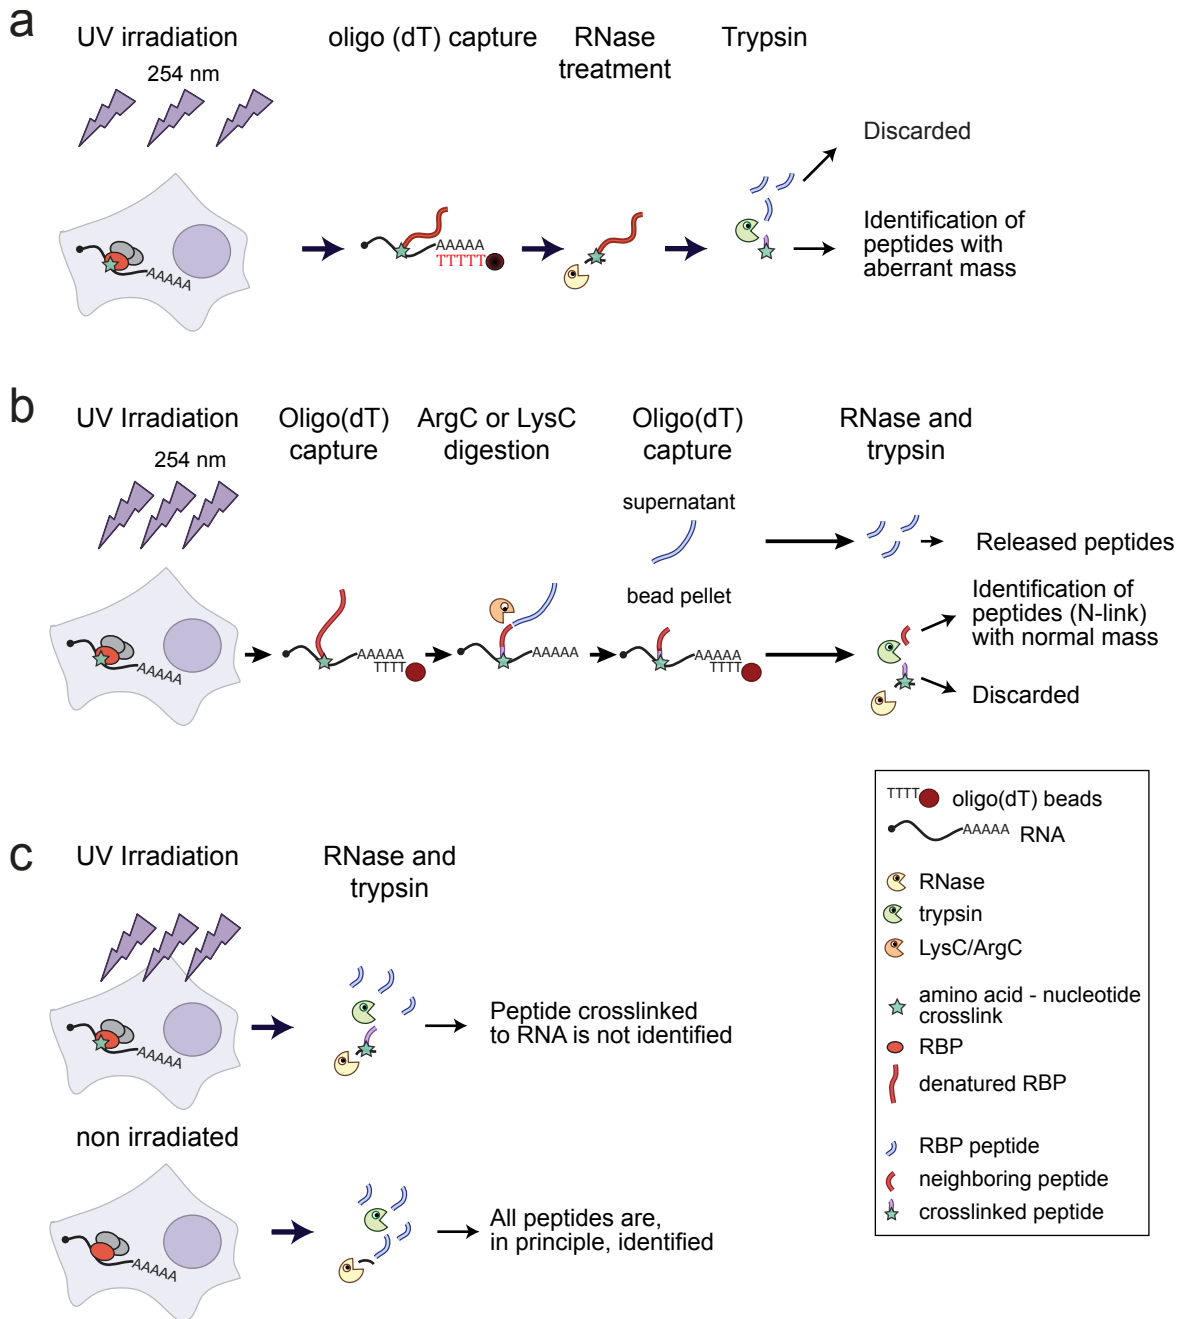 a
UV irradiation
oligo (dT) capture
RNase
treatment
Trypsin
254 nm
Discarded
AAAAA
TTTTT
AAAAA
Identification of
peptides with
aberrant mass
b
UV Irradiation
Oligo(dT)
capture
ArgC or LysC
digestion
Oligo(dT)
capture
RNase and
trypsin
254 nm
supernatant
Released peptides
bead pellet
Identification of
peptides (N-link)
with normal mass
AAAAA
AAAAA
TTTT
AAAAA
AAAAA
TTTT
Discarded
c
UV Irradiation
RNase and
trypsin
AAAAA
Peptide crosslinked
to RNA is not identified
non irradiated
AAAAA
All peptides are,
in principle, identified
TTTT
oligo(dT) beads
AAAAA
RNA
RNase
trypsin
LysC/ArgC
amino acid - nucleotide
crosslink
RBP
denatured RBP
RBP peptide
neighboring peptide
crosslinked peptide